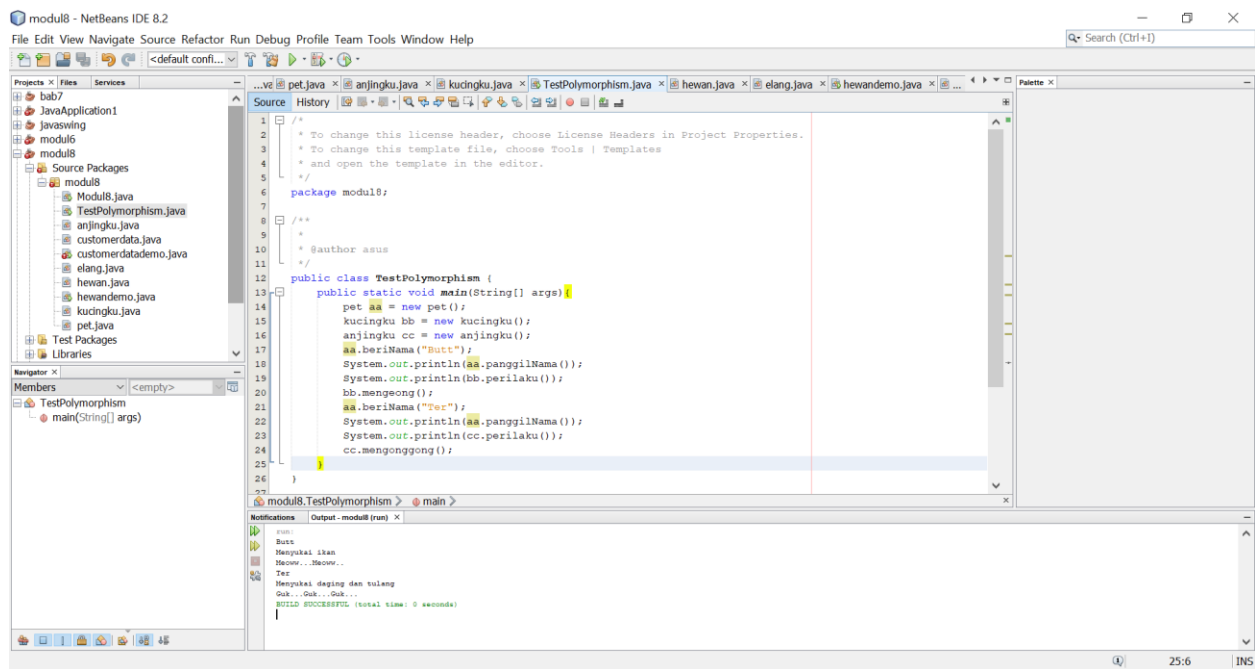 modul8 - NetBeans IDE 8.2
File Edit View Navigate Source Refactor Run Debug Profile Team Tools Window Help
Search (Ctrl+I)
<default confi...
Projects Files Services
bab7
JavaApplication1
javaswing
modul6
modul8
Source Packages
modul8
Modul8.java
TestPolymorphism.java
anjingku.java
customerdata.java
customerdatademo.java
elang.java
hewan.java
hewandemo.java
kucingku.java
pet.java
Test Packages
Libraries
Navigator
Members <empty>
TestPolymorphism
main(String[] args)
...va pet.java anjingku.java kucingku.java TestPolymorphism.java hewan.java elang.java hewandemo.java ...
Source History
1 /*
2 * To change this license header, choose License Headers in Project Properties.
3 * To change this template file, choose Tools | Templates
4 * and open the template in the editor.
5 */
6 package modul8;
7
8 /**
9 *
10 * @author asus
11 */
12 public class TestPolymorphism {
13 public static void main(String[] args){
14 pet aa = new pet();
15 kucingku bb = new kucingku();
16 anjingku cc = new anjingku();
17 aa.beriNama("Butt");
18 System.out.println(aa.panggilNama());
19 System.out.println(bb.perilaku());
20 bb.mengeong();
21 aa.beriNama("Ter");
22 System.out.println(aa.panggilNama());
23 System.out.println(cc.perilaku());
24 cc.mengonggong();
25 }
26 }
27
modul8.TestPolymorphism main
Palette
Notifications Output - modul8 (run)
run:
Butt
Menyukai ikan
Meoww...Meoww..
Ter
Menyukai daging dan tulang
Guk...Guk...Guk...
BUILD SUCCESSFUL (total time: 0 seconds)
25:6 INS